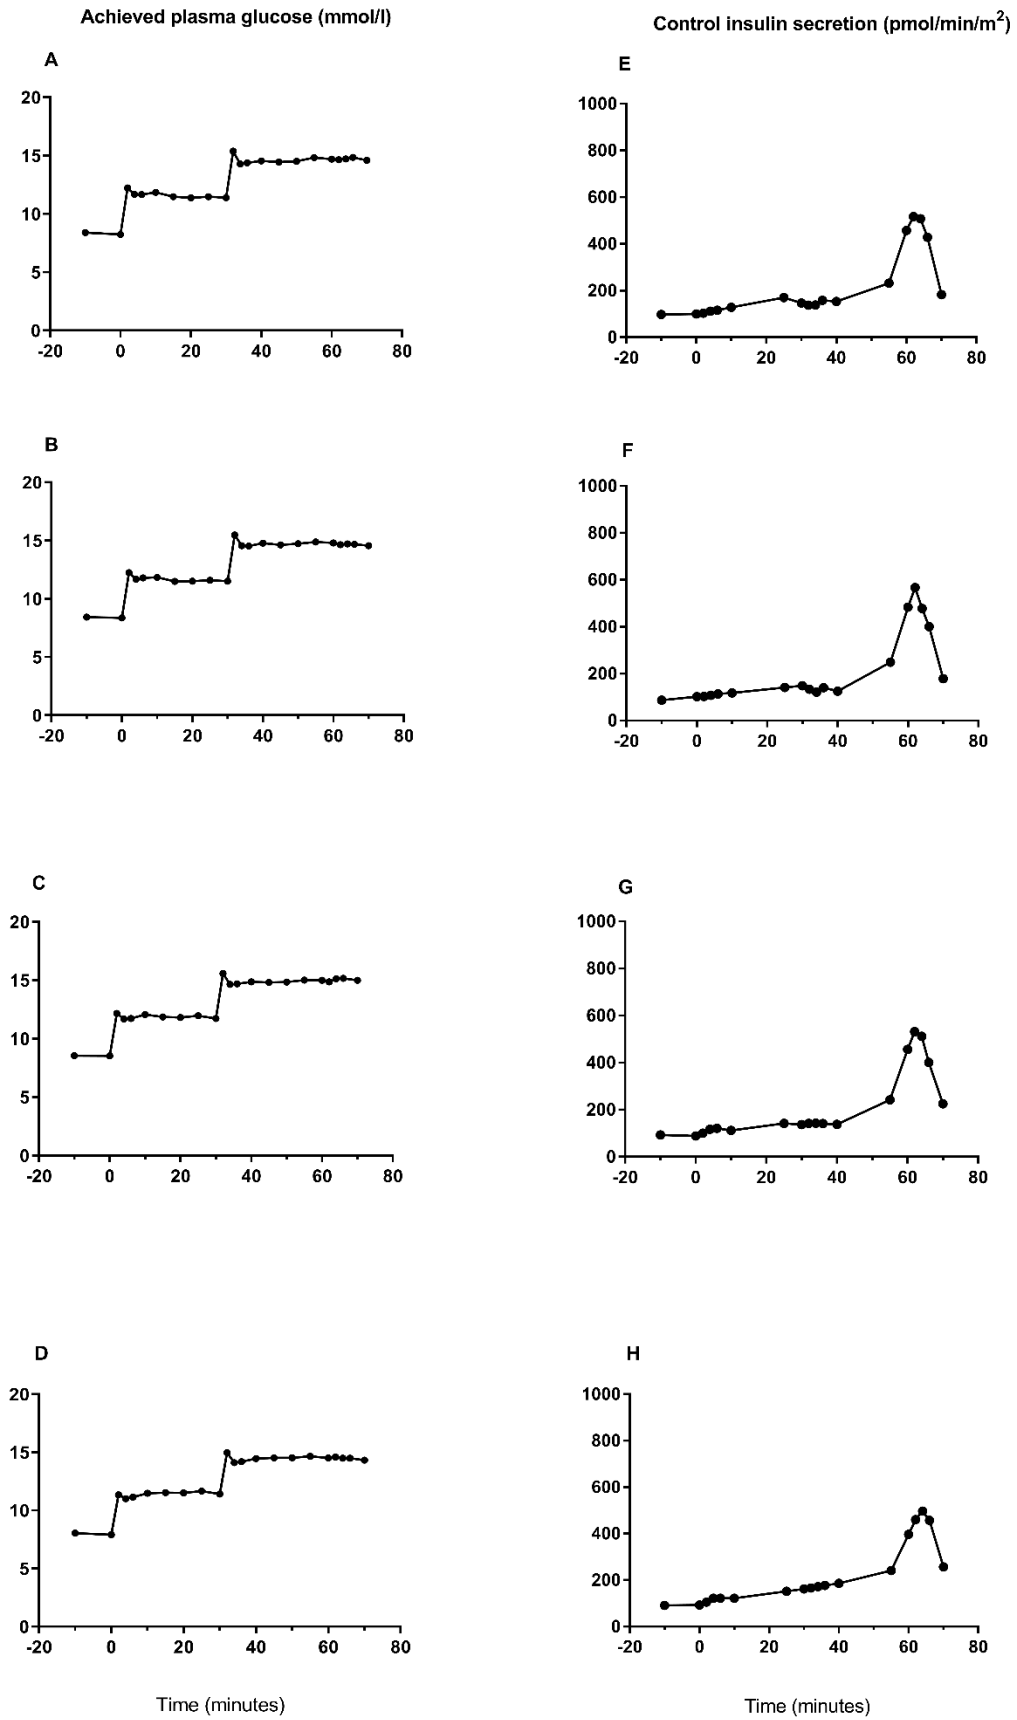 Achieved plasma glucose (mmol/l)
Control insulin secretion (pmol/min/m²)
A
20
15
10
5
0
-20 0 20 40 60 80
E
1000
800
600
400
200
0
-20 0 20 40 60 80
B
20
15
10
5
0
-20 0 20 40 60 80
F
1000
800
600
400
200
0
-20 0 20 40 60 80
C
20
15
10
5
0
-20 0 20 40 60 80
G
1000
800
600
400
200
0
-20 0 20 40 60 80
D
20
15
10
5
0
-20 0 20 40 60 80
Time (minutes)
H
1000
800
600
400
200
0
-20 0 20 40 60 80
Time (minutes)